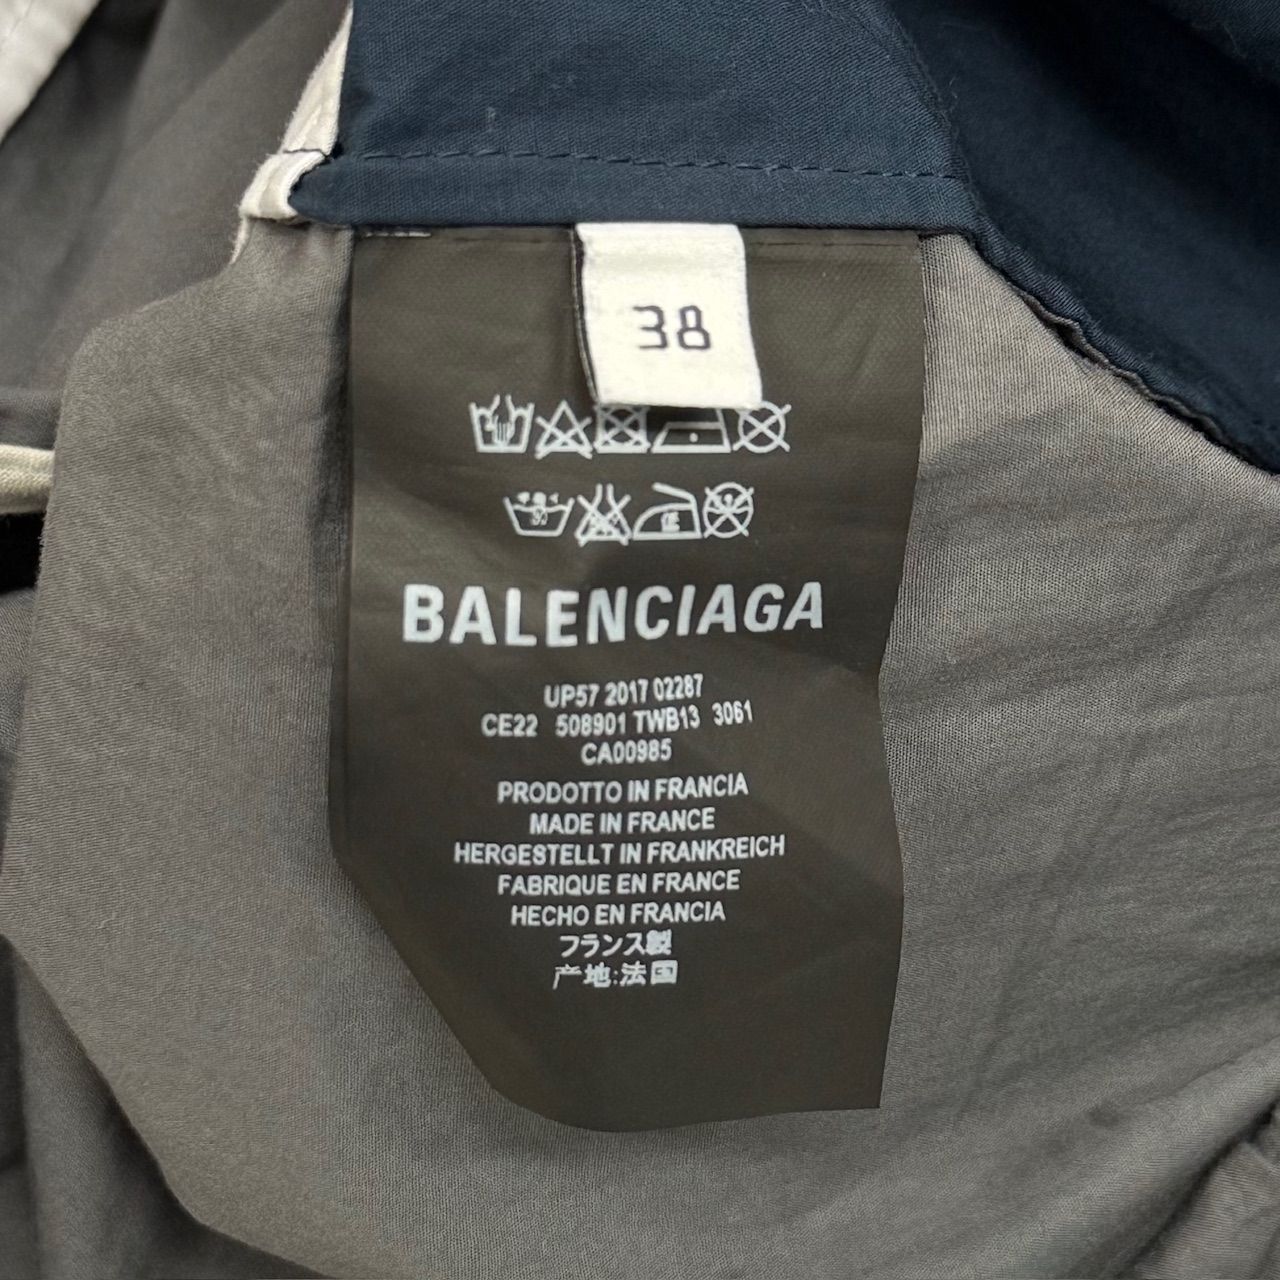 38
BALENCIAGA
UP57 2017 02287
CE22 508901 TWB13 3061
CA00985
PRODOTTO IN FRANCIA
MADE IN FRANCE
HERGESTELLT IN FRANKREICH
FABRIQUE EN FRANCE
HECHO EN FRANCIA
フランス製
产地:法国